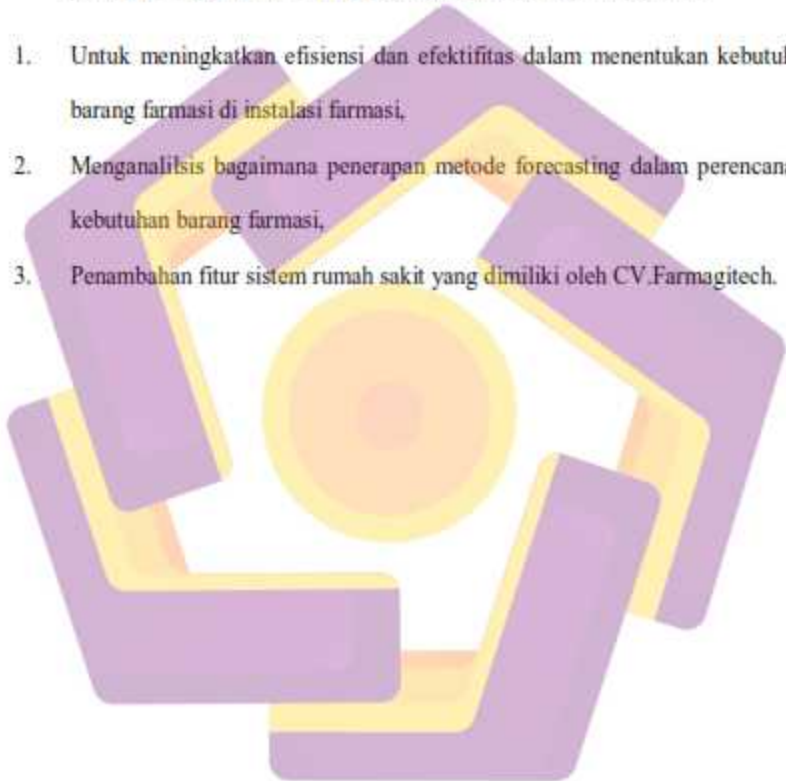 1. Untuk meningkatkan efisiensi dan efektifitas dalam menentukan
barang farmasi di instalasi farmasi,
2. Menganalilsis bagaimana penerapan metode forecasting dalam
kebutuhan barang farmasi,
3. Penambahan fitur sistem rumah sakit yang dimiliki oleh CV.Farmagitech.